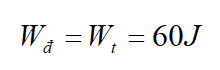 W_đ = W_t = 60J